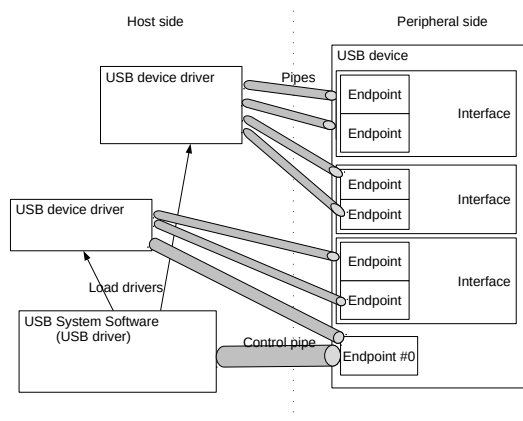 Host side
Peripheral side
USB device
USB device driver
Pipes
Endpoint
Interface
Endpoint
Endpoint
Interface
Endpoint
USB device driver
Endpoint
Interface
Endpoint
Load drivers
USB System Software
(USB driver)
Control pipe
Endpoint #0